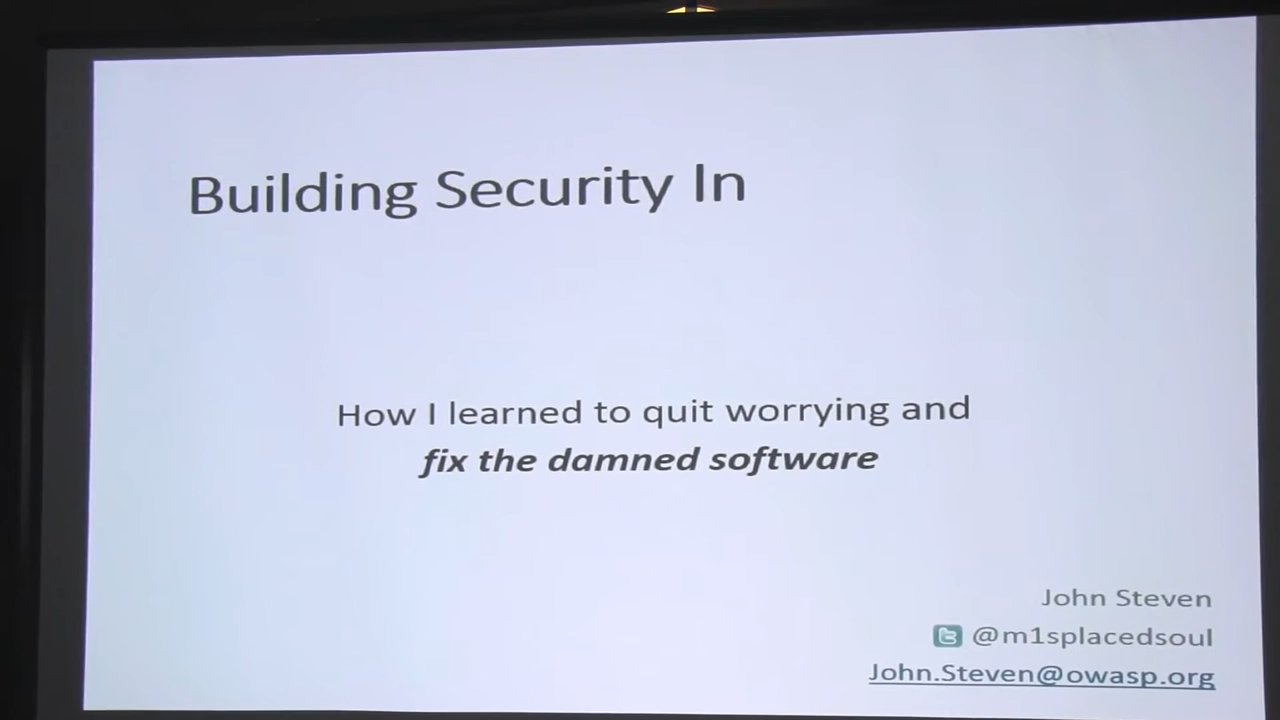 Building Security In
How I learned to quit worrying and
fix the damned software
John Steven
@m1splacedsoul
John.Steven@owasp.org